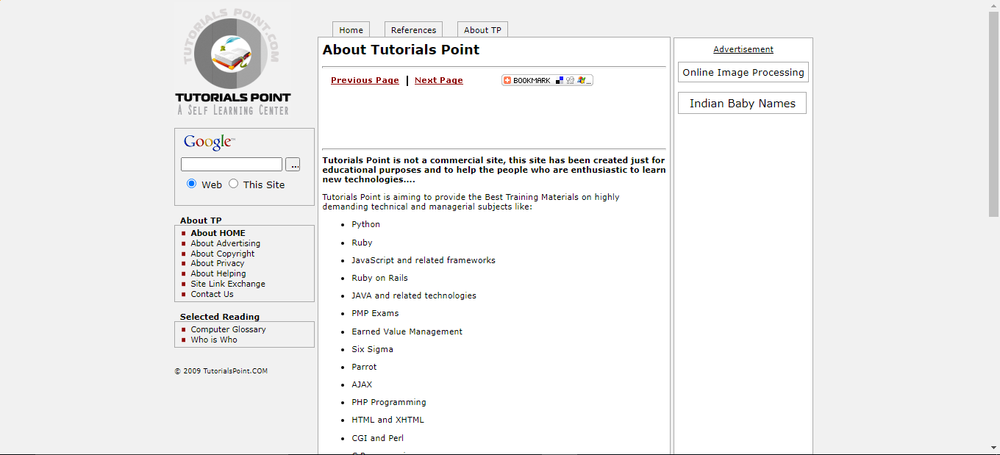 TUTORIALS POINT.COM
TUTORIALS POINT
A SELF LEARNING CENTER
Google™
...
Web This Site
About TP
About HOME
About Advertising
About Copyright
About Privacy
About Helping
Site Link Exchange
Contact Us
Selected Reading
Computer Glossary
Who is Who
© 2009 TutorialsPoint.COM
Home References About TP
About Tutorials Point
Previous Page | Next Page BOOKMARK ...
Tutorials Point is not a commercial site, this site has been created just for
educational purposes and to help the people who are enthusiastic to learn
new technologies....
Tutorials Point is aiming to provide the Best Training Materials on highly
demanding technical and managerial subjects like:
Python
Ruby
JavaScript and related frameworks
Ruby on Rails
JAVA and related technologies
PMP Exams
Earned Value Management
Six Sigma
Parrot
AJAX
PHP Programming
HTML and XHTML
CGI and Perl
Advertisement
Online Image Processing
Indian Baby Names